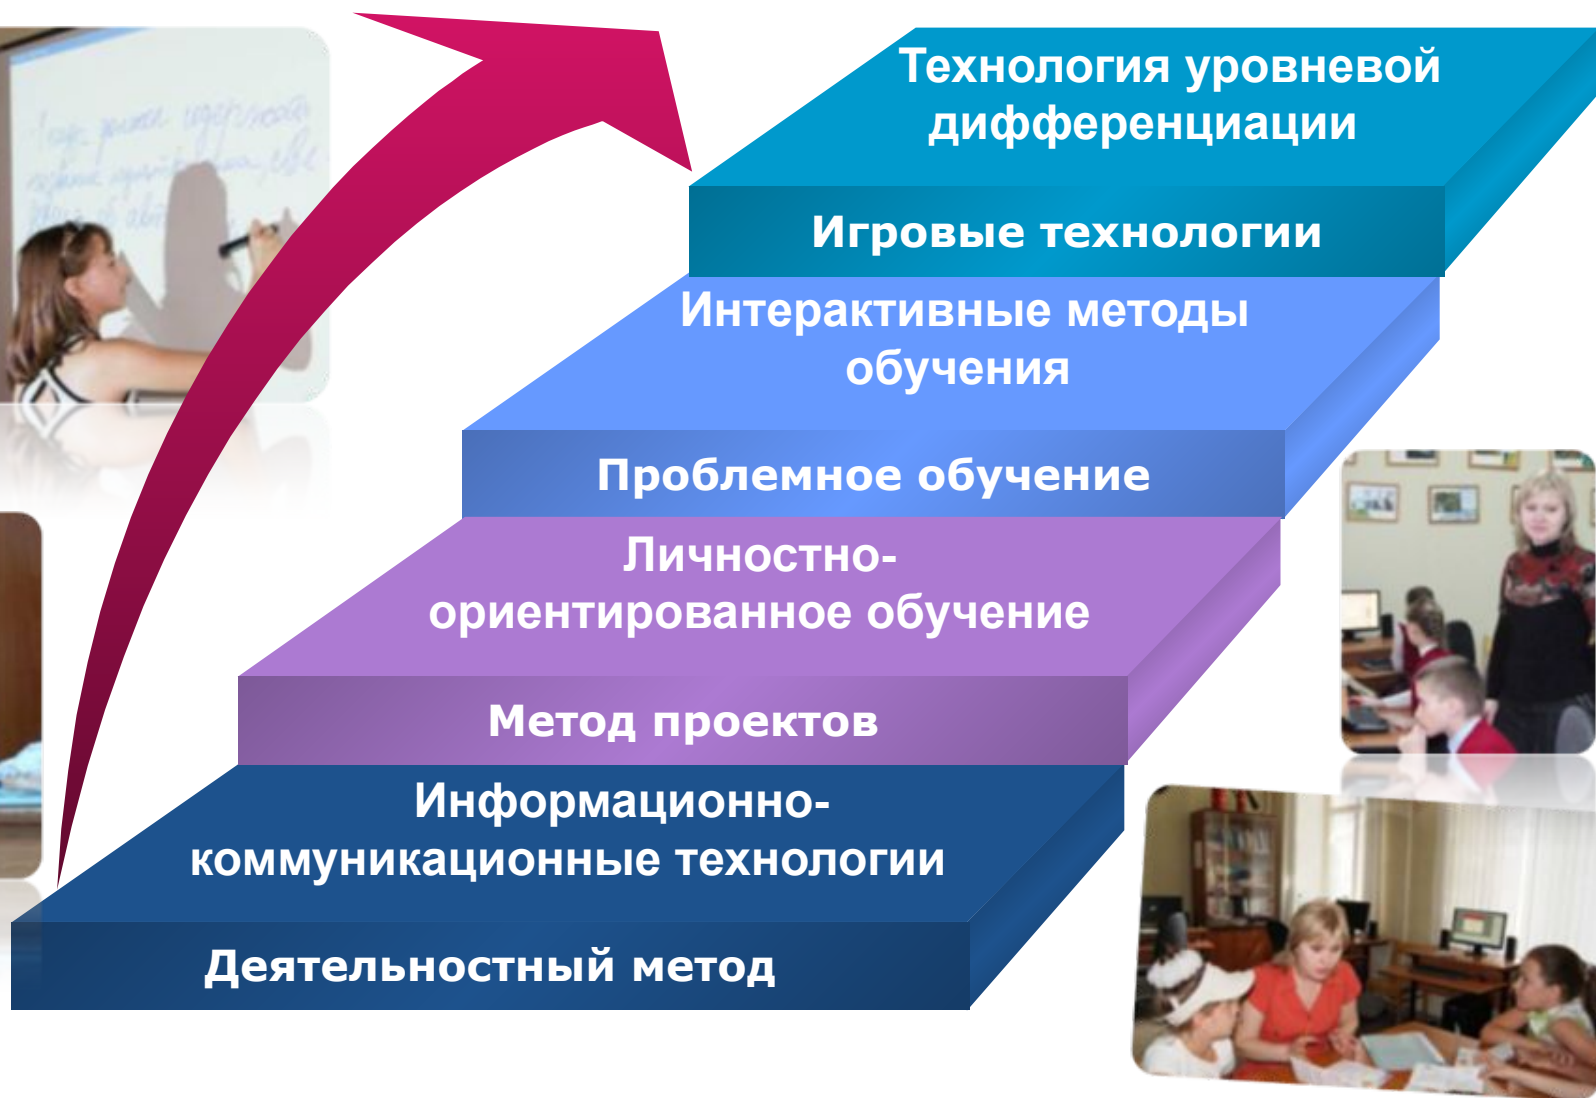 Технология уровневой
дифференциации
Игровые технологии
Интерактивные методы
обучения
Проблемное обучение
Личностно-
ориентированное обучение
Метод проектов
Информационно-
коммуникационные технологии
Деятельностный метод